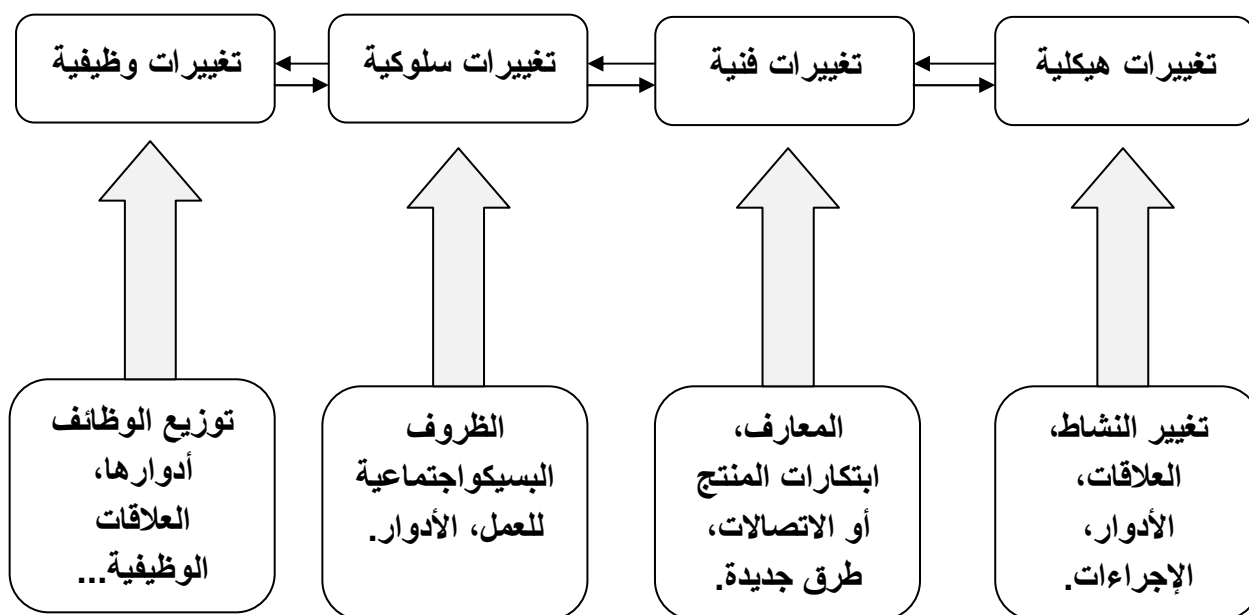 تغييرات هيكلية
تغييرات فنية
تغييرات سلوكية
تغييرات وظيفية
تغيير النشاط،
العلاقات،
الأدوار،
الإجراءات.
المعارف،
ابتكارات المنتج
أو الاتصالات،
طرق جديدة.
الظروف
البسيكواجتماعية
للعمل، الأدوار.
توزيع الوظائف
أدوارها،
العلاقات
الوظيفية...